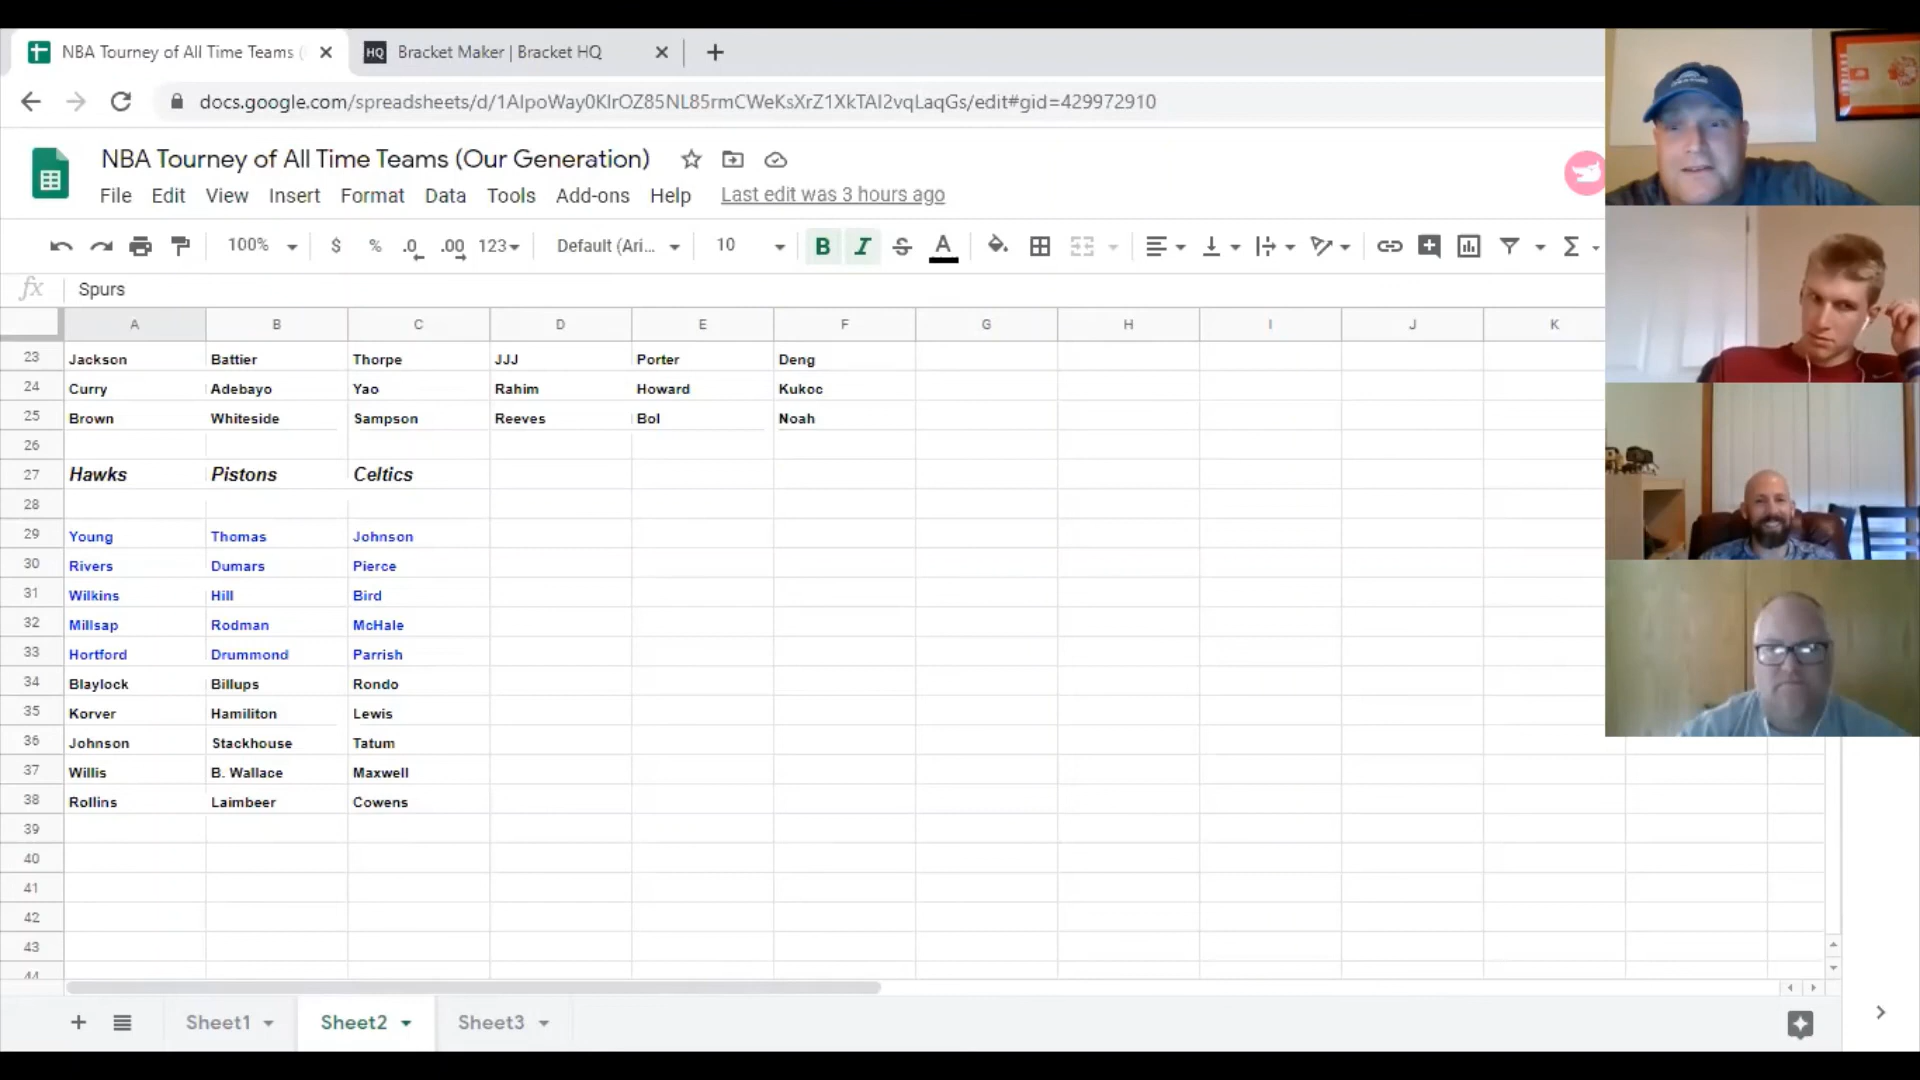 NBA Tourney of All Time Teams (
HQ Bracket Maker | Bracket HQ
docs.google.com/spreadsheets/d/1AlpoWay0KlrOZ85NL85rmCWeKsXrZ1XkTAl2vqLaqGs/edit#gid=429972910
NBA Tourney of All Time Teams (Our Generation)
File Edit View Insert Format Data Tools Add-ons Help Last edit was 3 hours ago
100% $ % .0 .00 123 Default (Ari... 10 B I S A
fx Spurs
A B C D E F G H I J K
23 Jackson Battier Thorpe JJJ Porter Deng
24 Curry Adebayo Yao Rahim Howard Kukoc
25 Brown Whiteside Sampson Reeves Bol Noah
26
27 Hawks Pistons Celtics
28
29 Young Thomas Johnson
30 Rivers Dumars Pierce
31 Wilkins Hill Bird
32 Millsap Rodman McHale
33 Hortford Drummond Parrish
34 Blaylock Billups Rondo
35 Korver Hamiliton Lewis
36 Johnson Stackhouse Tatum
37 Willis B. Wallace Maxwell
38 Rollins Laimbeer Cowens
39
40
41
42
43
44
Sheet1 Sheet2 Sheet3